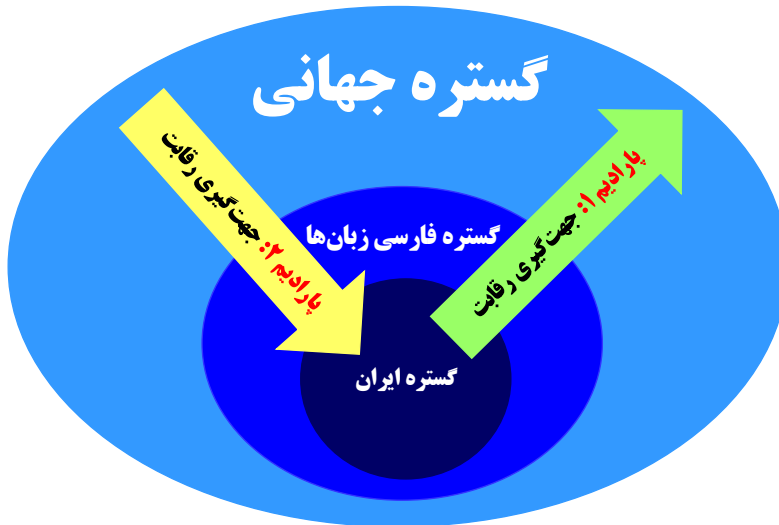 گستره جهانی
پارادیم ۱: جهت‌گیری رقابت
پارادیم ۲: جهت‌گیری رقابت
گستره فارسی زبان‌ها
گستره ایران